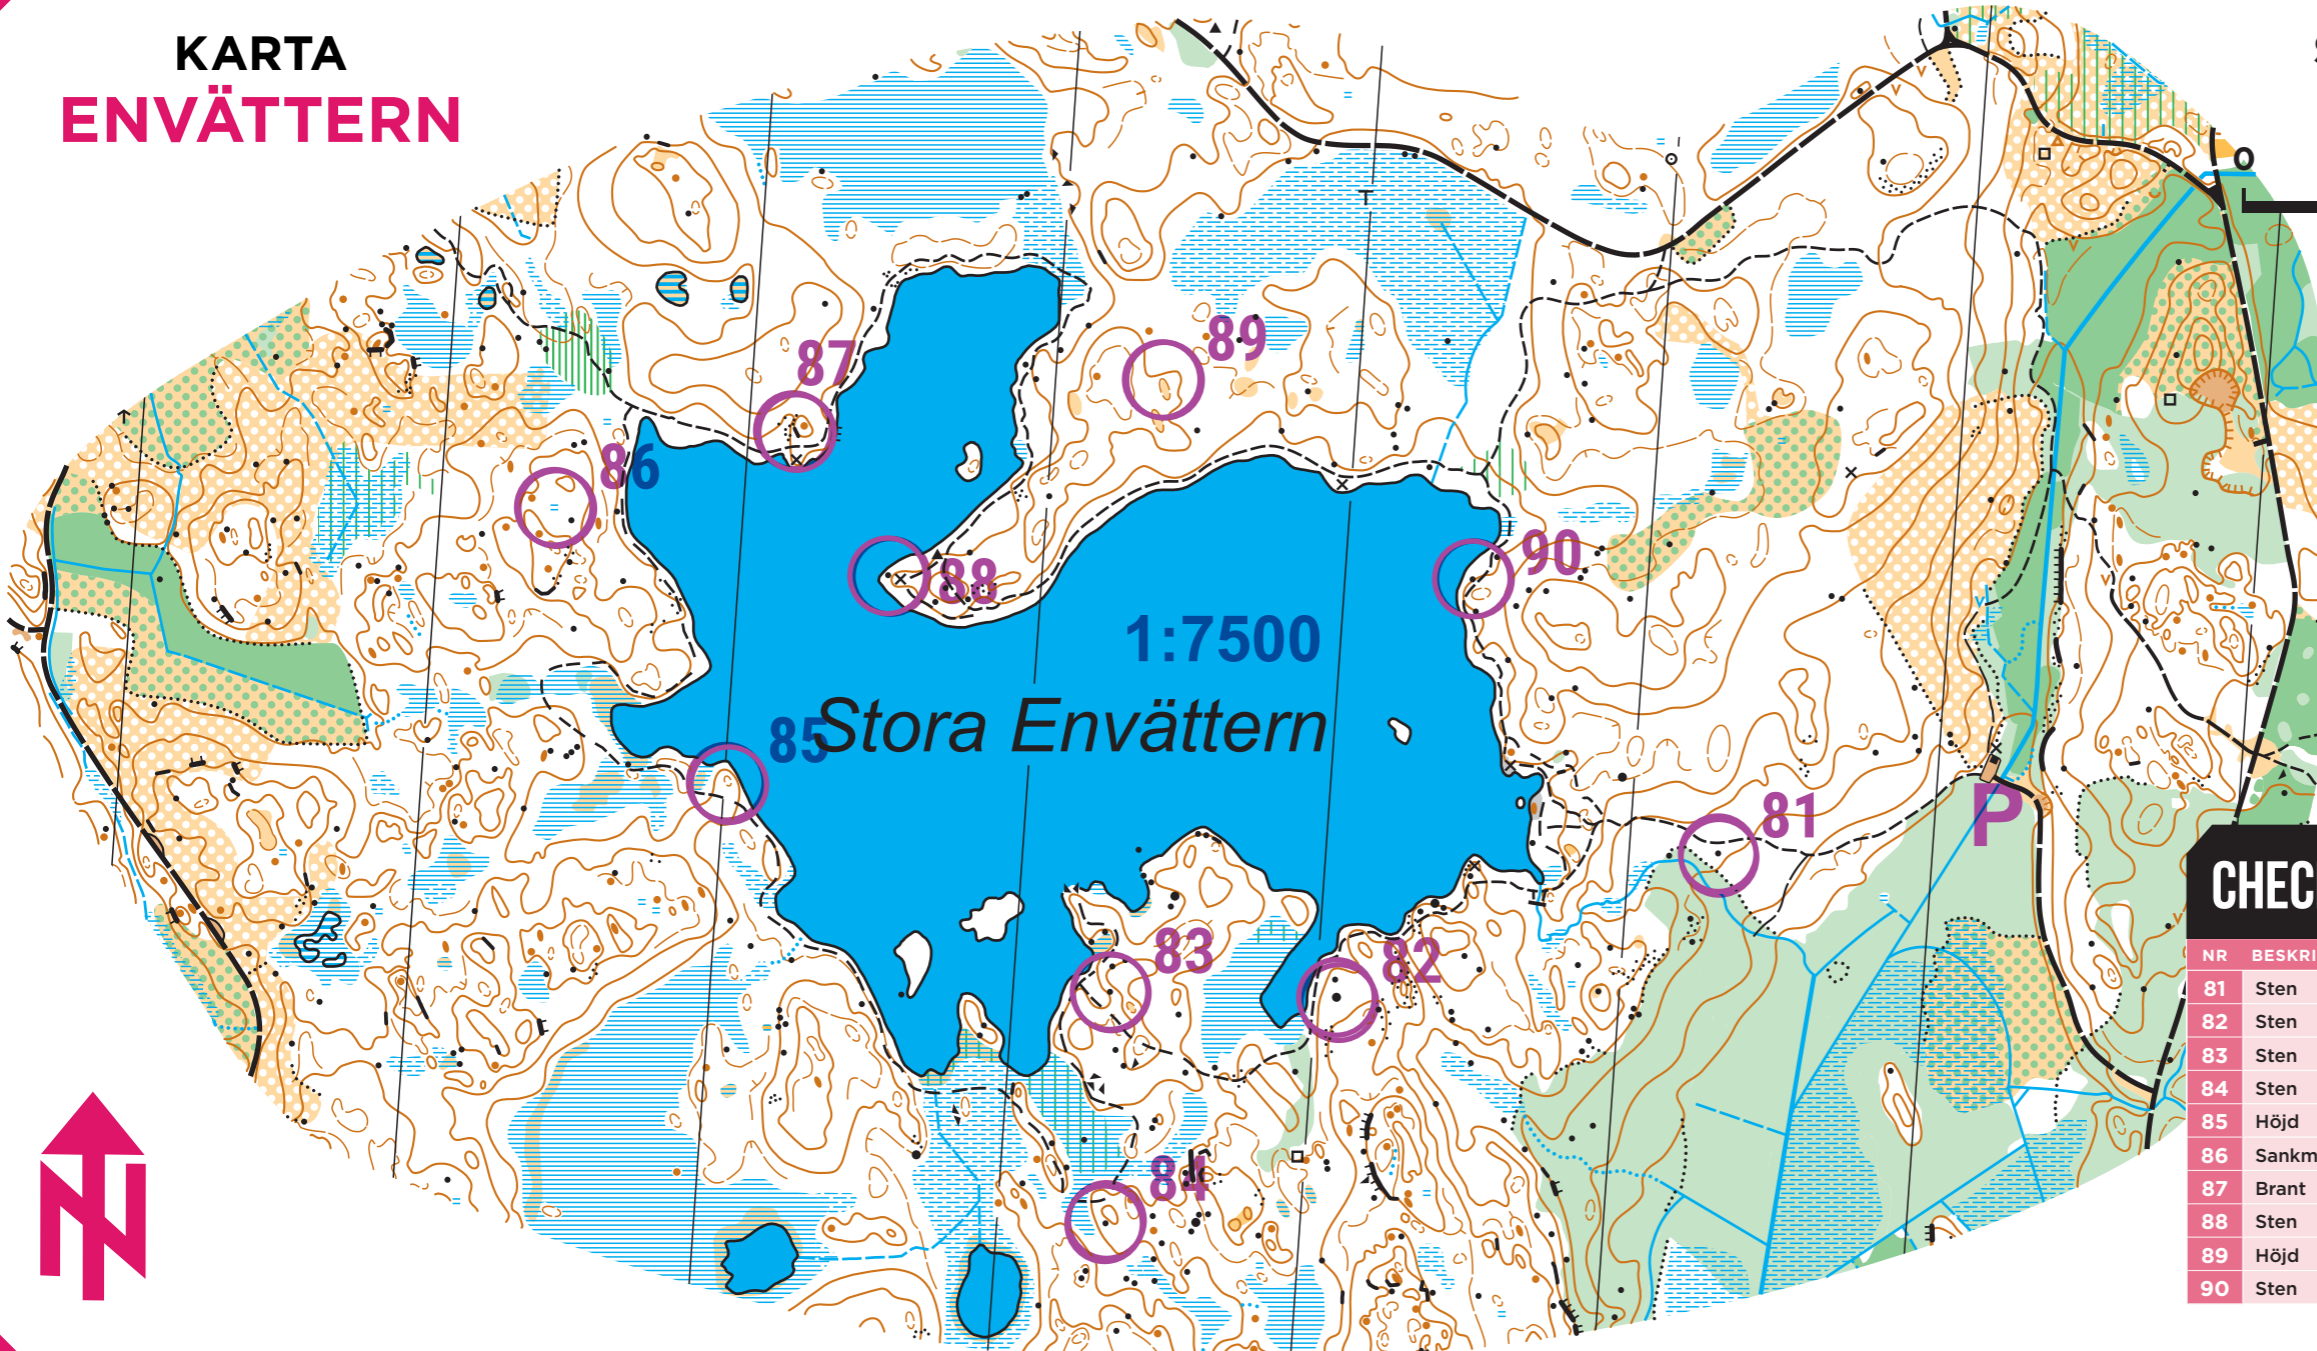 KARTA
ENVÄTTERN
89
87
86
90
88
1:7500
Stora Envättern
85
81
P
83
82
84
0
CHEC
NR BESKRI
81 Sten
82 Sten
83 Sten
84 Sten
85 Höjd
86 Sankm
87 Brant
88 Sten
89 Höjd
90 Sten